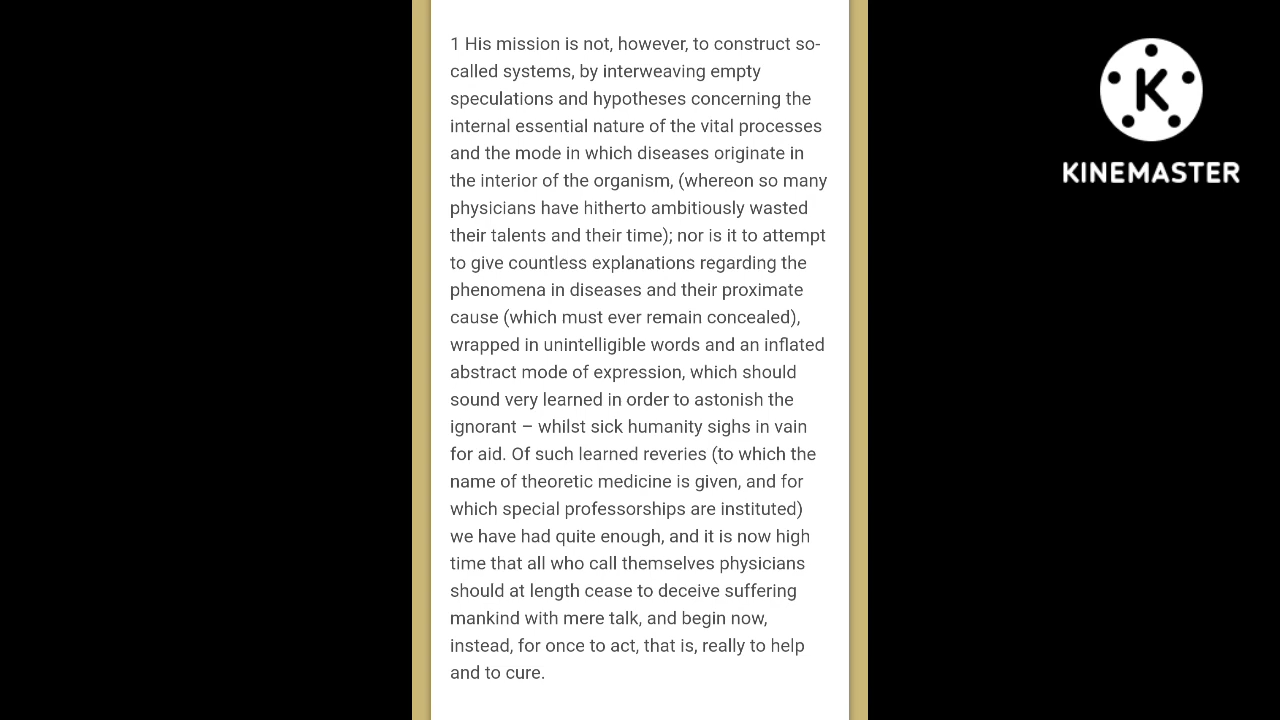 1 His mission is not, however, to construct so-
called systems, by interweaving empty
speculations and hypotheses concerning the
internal essential nature of the vital processes
and the mode in which diseases originate in
the interior of the organism, (whereon so many
physicians have hitherto ambitiously wasted
their talents and their time); nor is it to attempt
to give countless explanations regarding the
phenomena in diseases and their proximate
cause (which must ever remain concealed),
wrapped in unintelligible words and an inflated
abstract mode of expression, which should
sound very learned in order to astonish the
ignorant – whilst sick humanity sighs in vain
for aid. Of such learned reveries (to which the
name of theoretic medicine is given, and for
which special professorships are instituted)
we have had quite enough, and it is now high
time that all who call themselves physicians
should at length cease to deceive suffering
mankind with mere talk, and begin now,
instead, for once to act, that is, really to help
and to cure.
K
KINEMASTER